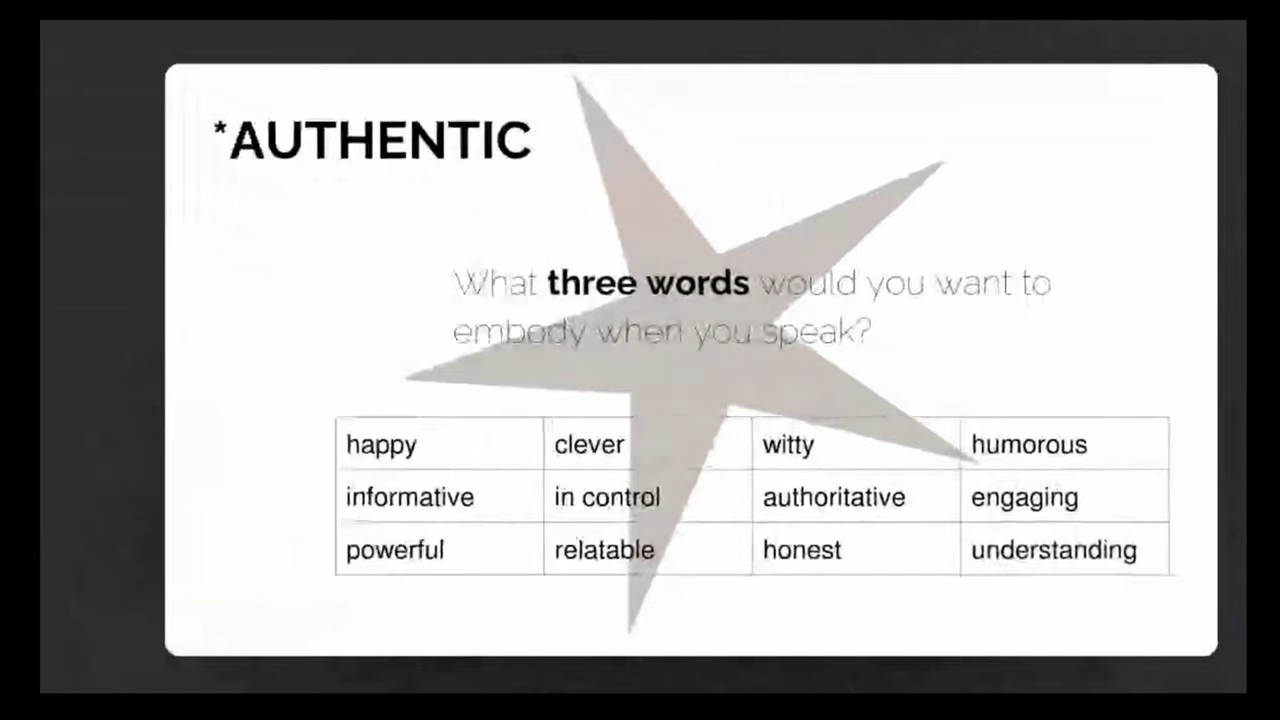 *AUTHENTIC
What three words would you want to
embody when you speak?
happy clever witty humorous
informative in control authoritative engaging
powerful relatable honest understanding